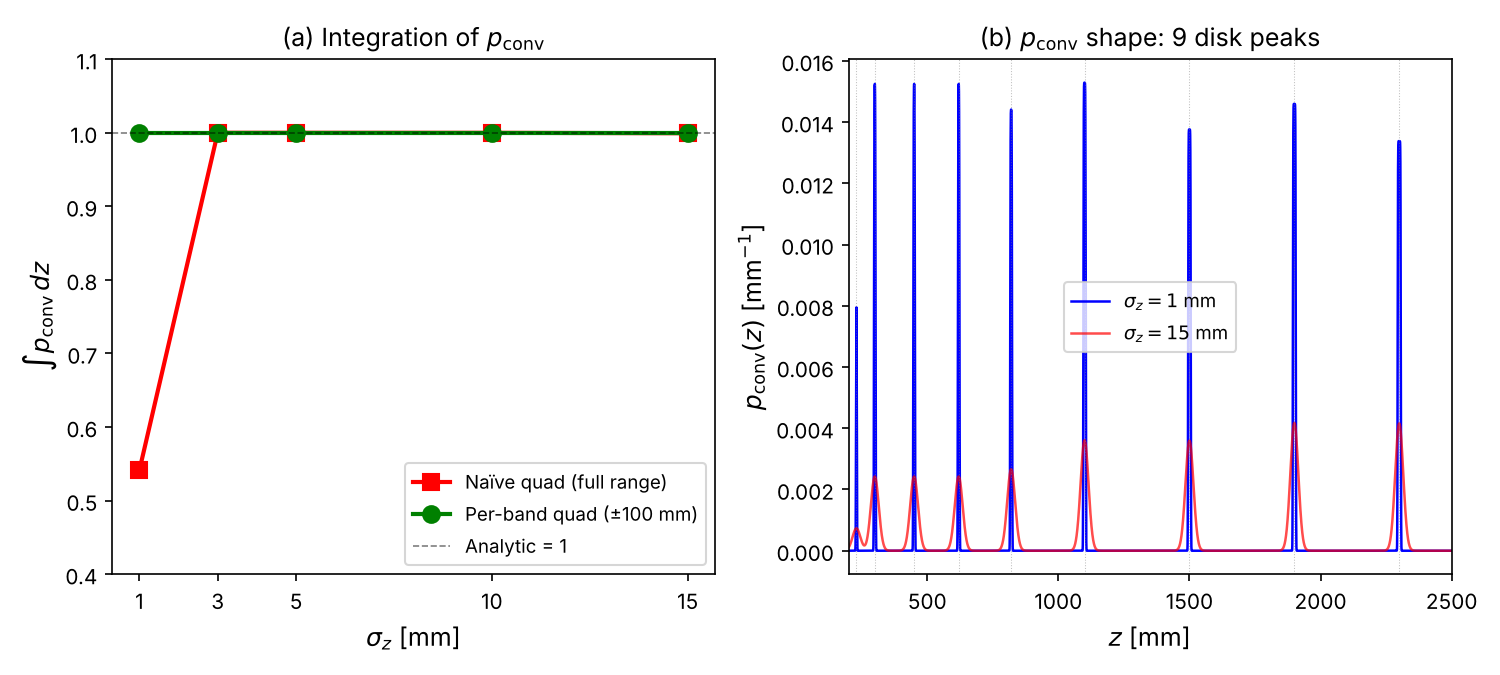 (a) Integration of p_conv
1.1
1.0
0.9
0.8
0.7
0.6
0.5
0.4
∫ p_conv dz
1 3 5 10 15
σ_z [mm]
Naïve quad (full range)
Per-band quad (±100 mm)
Analytic = 1
(b) p_conv shape: 9 disk peaks
0.016
0.014
0.012
0.010
0.008
0.006
0.004
0.002
0.000
p_conv(z) [mm⁻¹]
σ_z = 1 mm
σ_z = 15 mm
500 1000 1500 2000 2500
z [mm]